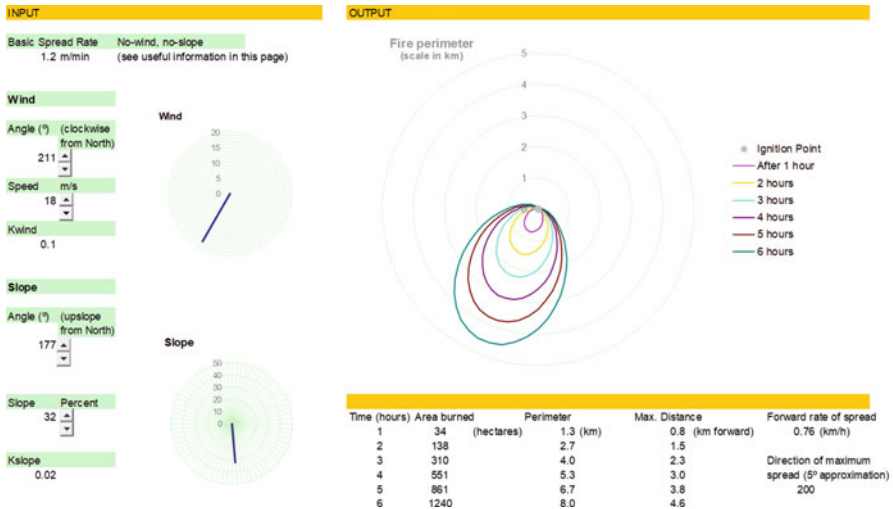 INPUT
Basic Spread Rate No-wind, no-slope
1.2 m/min (see useful information in this page)
Wind
Angle (º) (clockwise
from North)
211
Speed m/s
18
Kwind
0.1
Slope
Angle (º) (upslope
from North)
177
Slope Percent
32
Kslope
0.02
Wind
20
15
10
5
0
Slope
50
40
30
20
10
0
OUTPUT
Fire perimeter
(scale in km)
5
4
3
2
1
0
Ignition Point
After 1 hour
2 hours
3 hours
4 hours
5 hours
6 hours
Time (hours) Area burned Perimeter Max. Distance Forward rate of spread
1 34 (hectares) 1.3 (km) 0.8 (km forward) 0.76 (km/h)
2 138 2.7 1.5
3 310 4.0 2.3 Direction of maximum
4 551 5.3 3.0 spread (5º approximation)
5 861 6.7 3.8 200
6 1240 8.0 4.6